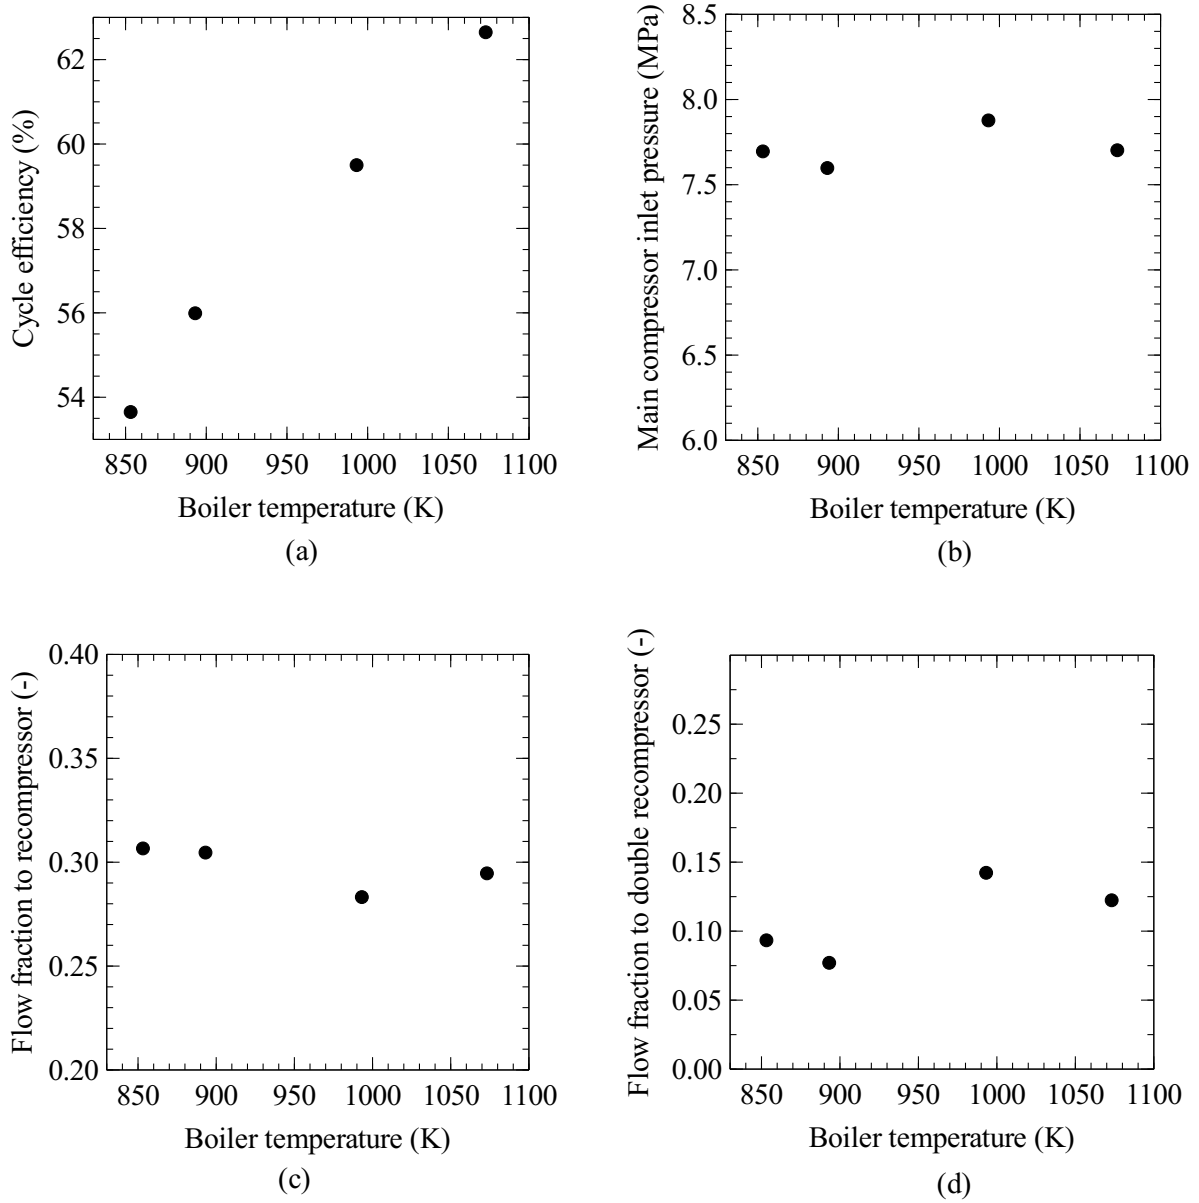 Cycle efficiency (%)
62
60
58
56
54
850 900 950 1000 1050 1100
Boiler temperature (K)
(a)
Main compressor inlet pressure (MPa)
8.5
8.0
7.5
7.0
6.5
6.0
850 900 950 1000 1050 1100
Boiler temperature (K)
(b)
Flow fraction to recompressor (-)
0.40
0.35
0.30
0.25
0.20
850 900 950 1000 1050 1100
Boiler temperature (K)
(c)
Flow fraction to double recompressor (-)
0.25
0.20
0.15
0.10
0.05
0.00
850 900 950 1000 1050 1100
Boiler temperature (K)
(d)